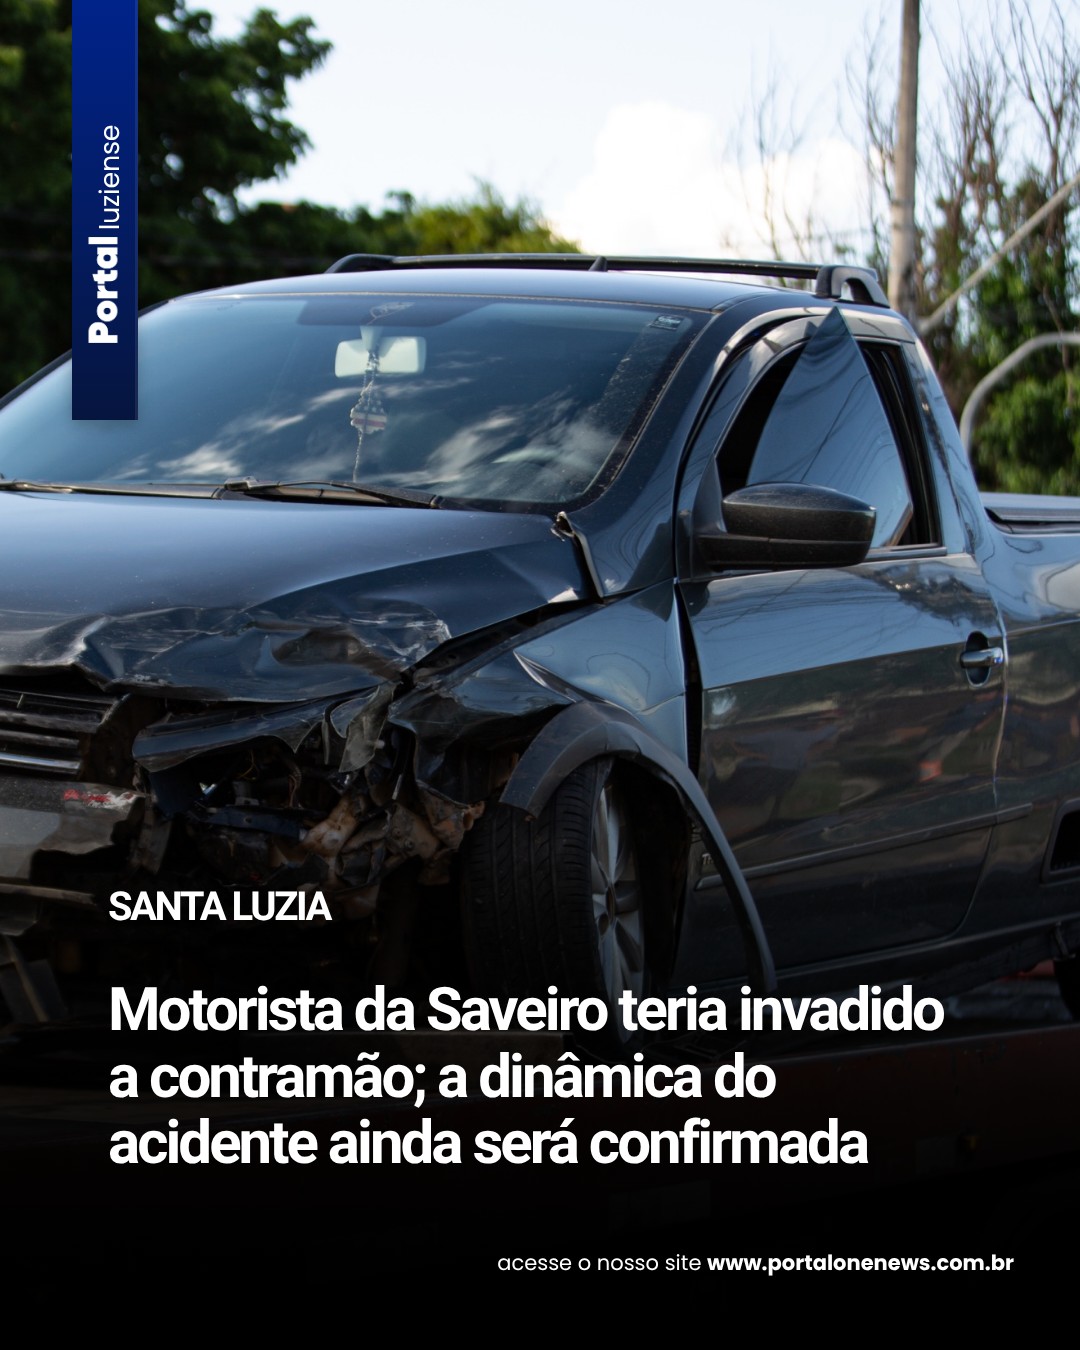 Portal luziense
SANTA LUZIA
Motorista da Saveiro teria invadido
a contramão; a dinâmica do
acidente ainda será confirmada
acesse o nosso site www.portalonenews.com.br